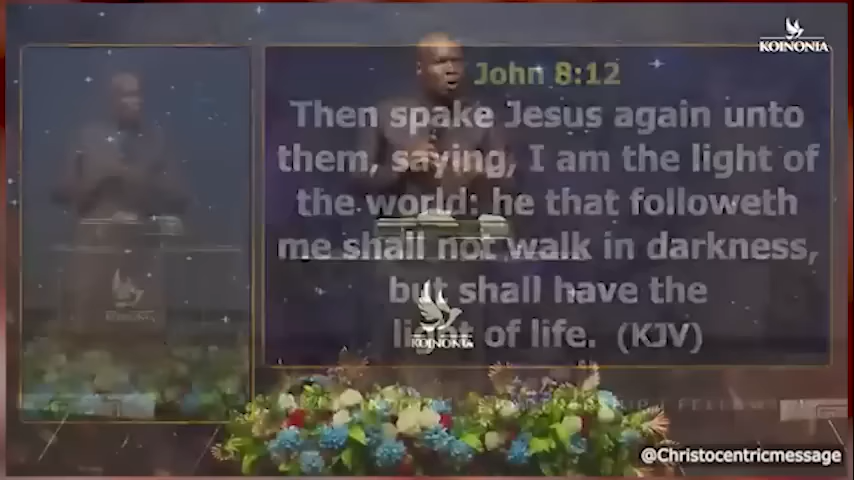 KOINONIA
John 8:12
Then spake Jesus again unto
them, saying, I am the light of
the world: he that followeth
me shall not walk in darkness,
but shall have the
light of life. (KJV)
KOINONIA
@Christocentricmessage